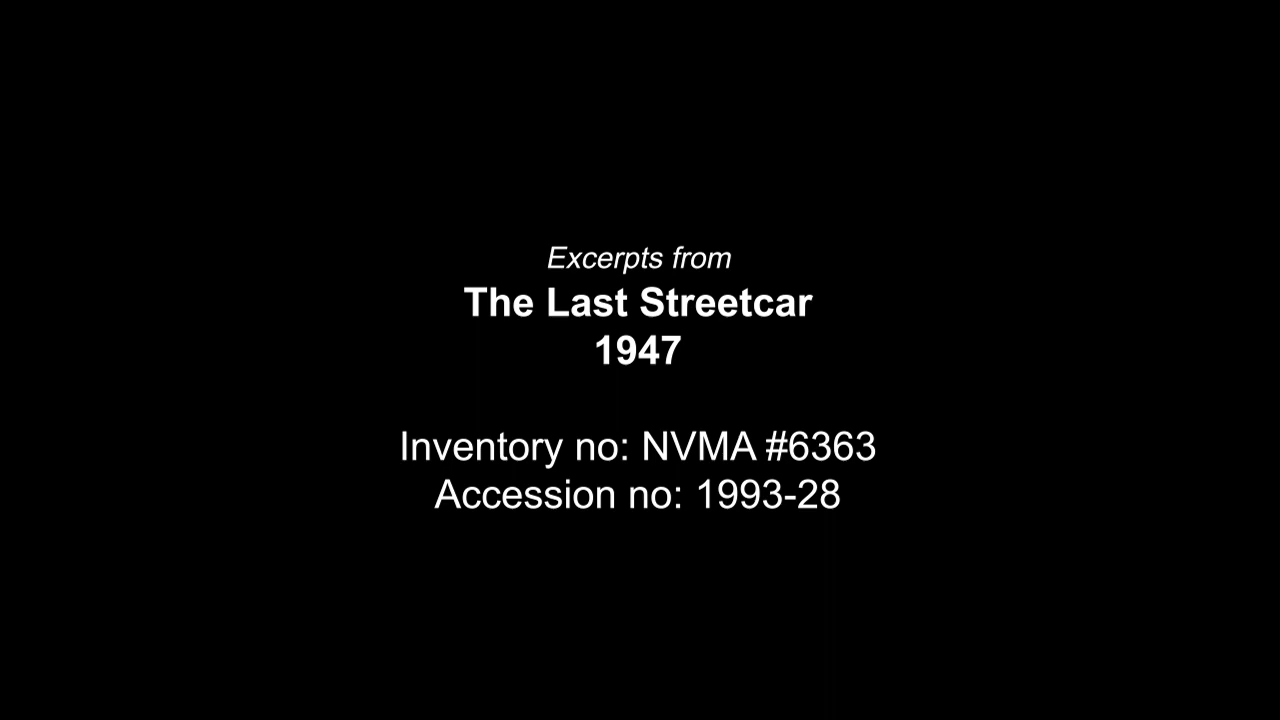 Excerpts from
The Last Streetcar
1947
Inventory no: NVMA #6363
Accession no: 1993-28